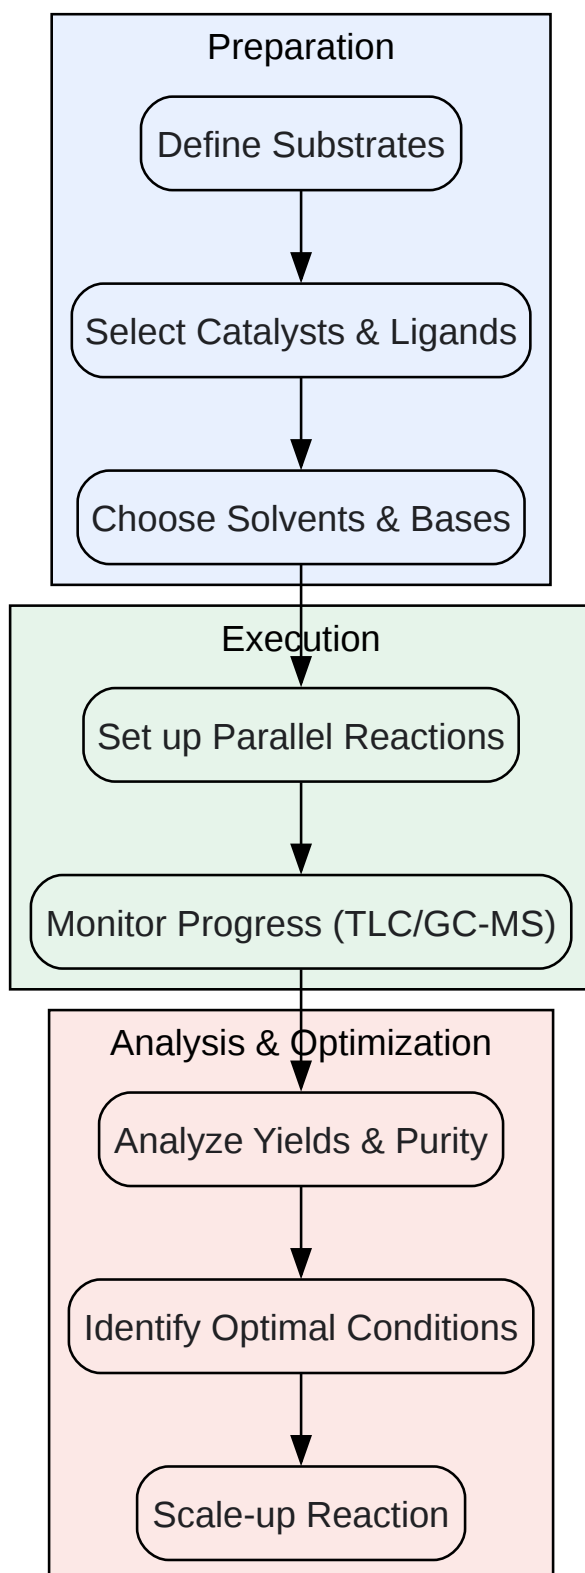 Preparation
Define Substrates
Select Catalysts & Ligands
Choose Solvents & Bases
Execution
Set up Parallel Reactions
Monitor Progress (TLC/GC-MS)
Analysis & Optimization
Analyze Yields & Purity
Identify Optimal Conditions
Scale-up Reaction